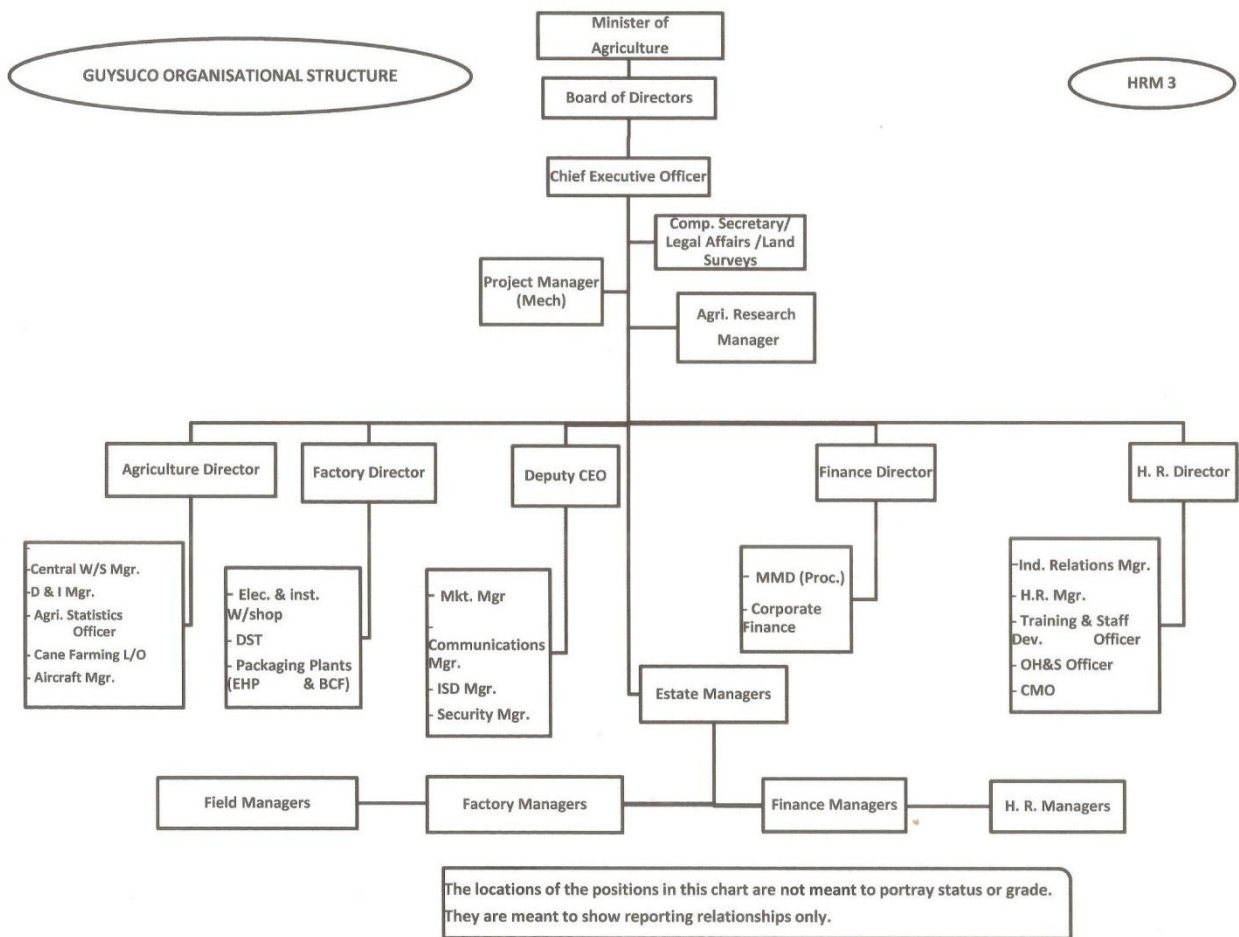 Minister of
Agriculture
GUYSUCO ORGANISATIONAL STRUCTURE
HRM 3
Board of Directors
Chief Executive Officer
Comp. Secretary/
Legal Affairs /Land
Surveys
Project Manager
(Mech)
Agri. Research
Manager
Agriculture Director
Factory Director
Deputy CEO
Finance Director
H. R. Director
-
-Central W/S Mgr.
-D & I Mgr.
- Agri. Statistics
Officer
- Cane Farming L/O
- Aircraft Mgr.
- Elec. & inst.
W/shop
- DST
- Packaging Plants
(EHP & BCF)
- Mkt. Mgr
-
Communications
Mgr.
- ISD Mgr.
- Security Mgr.
- MMD (Proc.)
- Corporate
Finance
-Ind. Relations Mgr.
- H.R. Mgr.
- Training & Staff
Dev. Officer
- OH&S Officer
- CMO
Estate Managers
Field Managers
Factory Managers
Finance Managers
H. R. Managers
The locations of the positions in this chart are not meant to portray status or grade.
They are meant to show reporting relationships only.